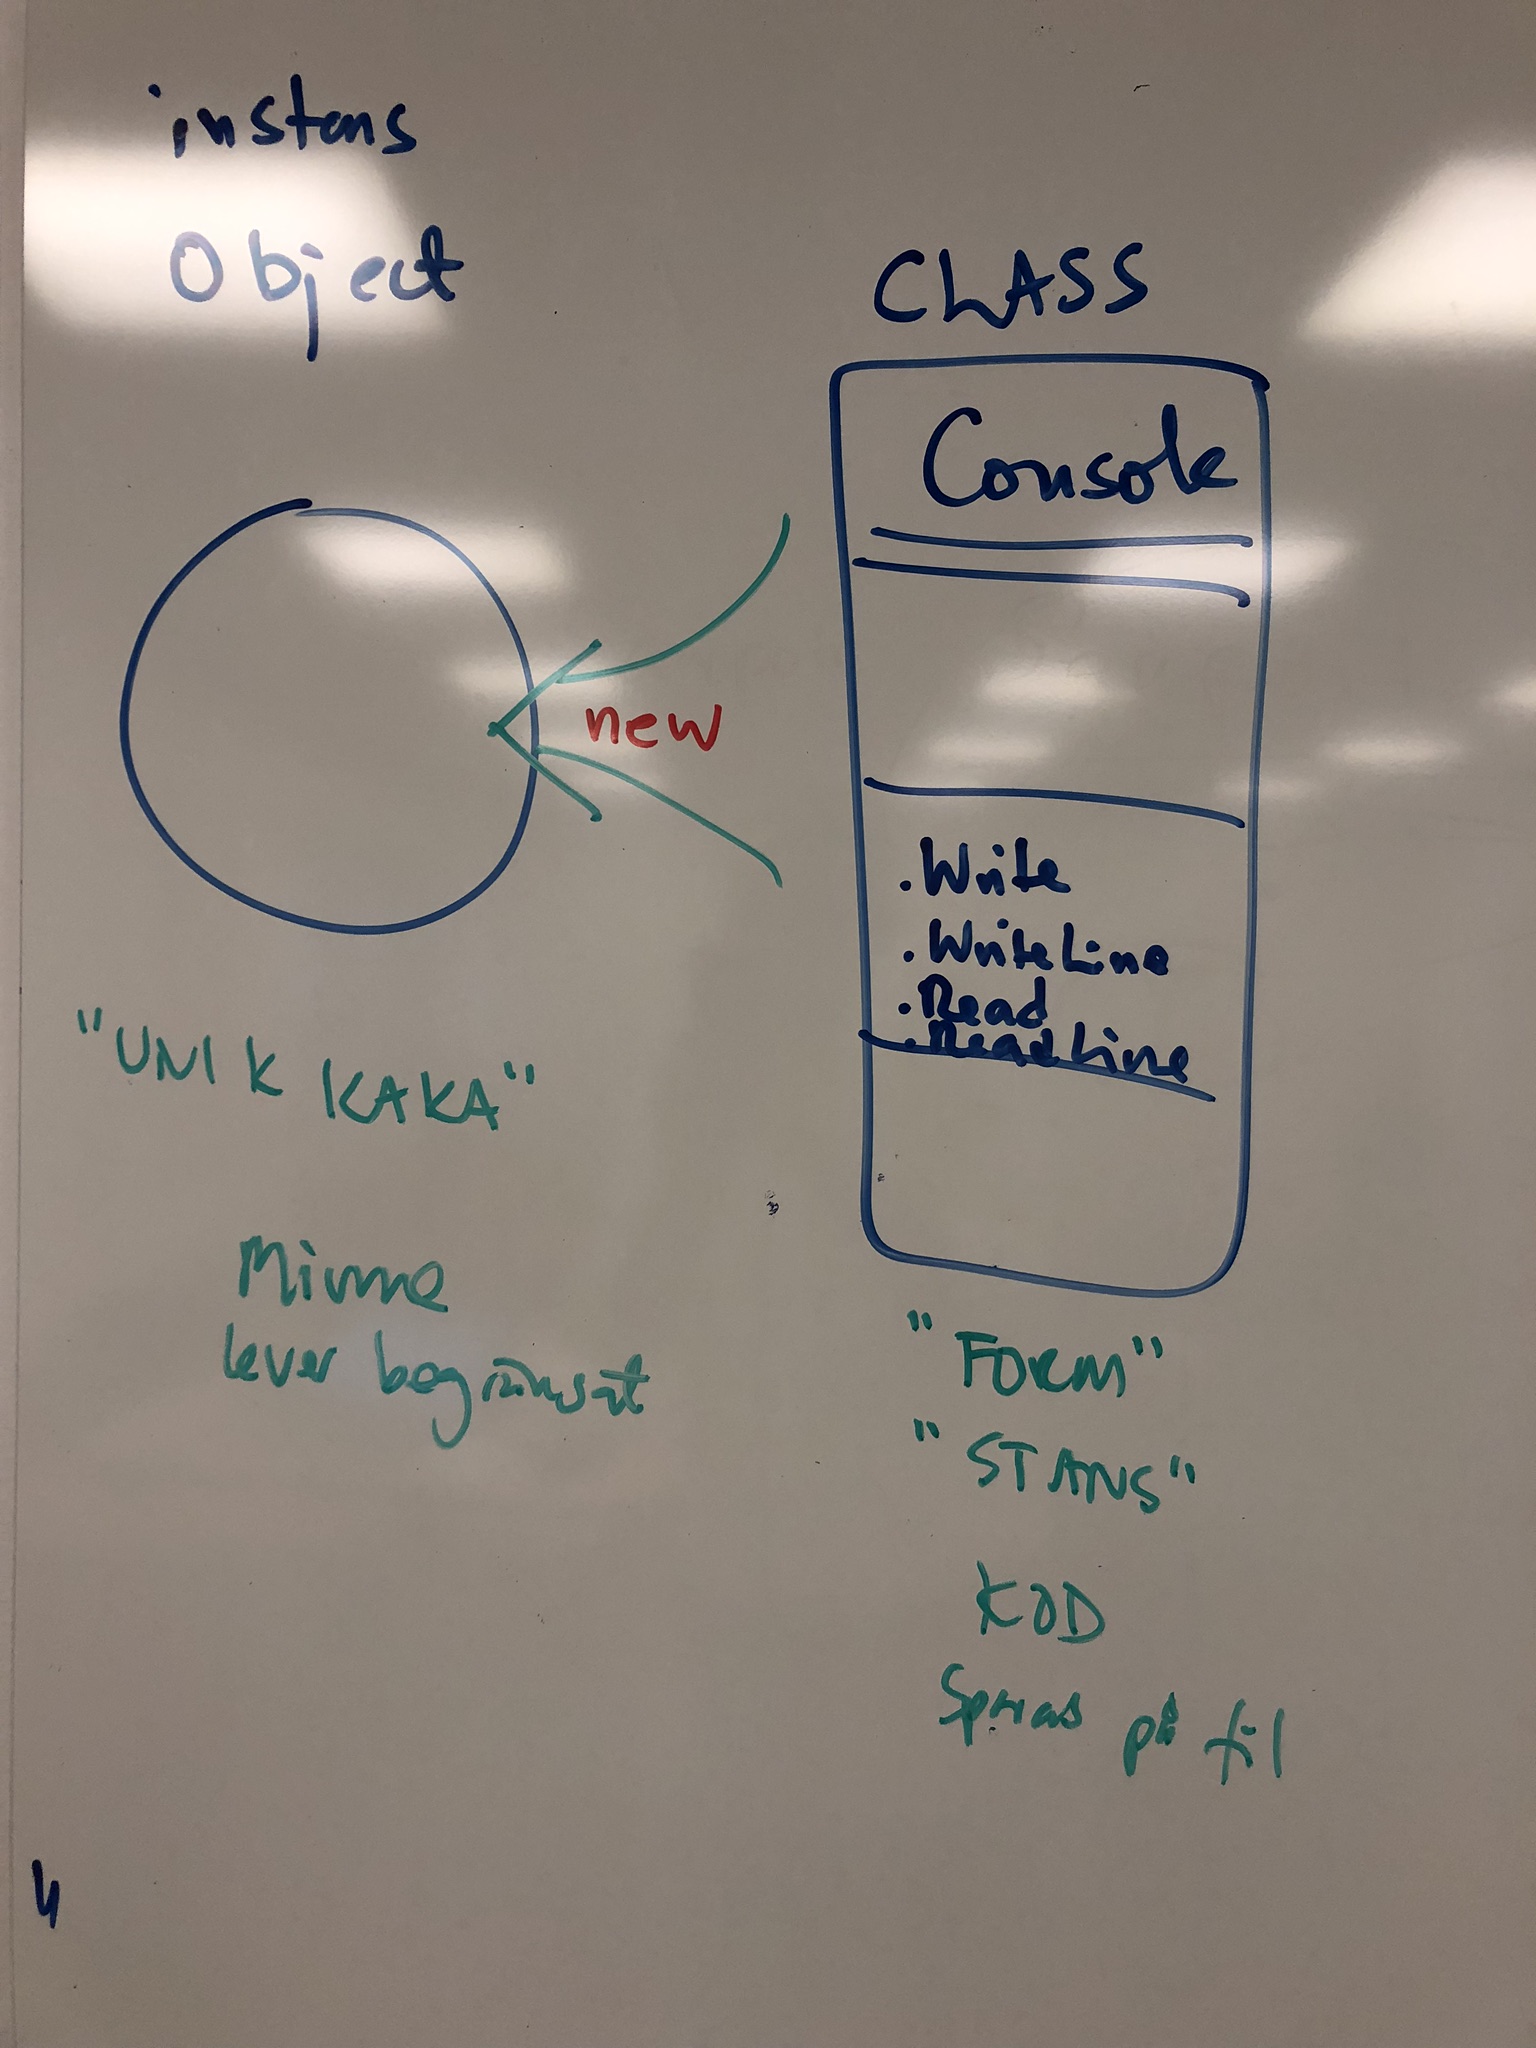 instans
Object
CLASS
Console
new
.Write
.WriteLine
.Read
.ReadLine
"UNIK KAKA"
Minne
lever begränsat
"FORM"
"STANS"
KOD
Sparas på fil